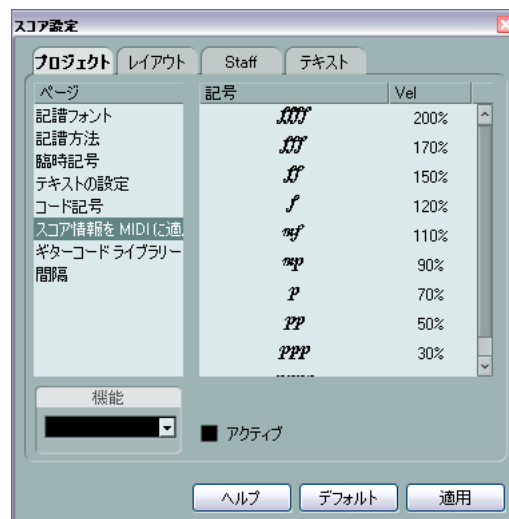 スコア設定
プロジェクト レイアウト Staff テキスト
ページ
記譜フォント
記譜方法
臨時記号
テキストの設定
コード記号
スコア情報を MIDI に適
ギターコード ライブラリー
間隔
機能
記号 Vel
ffff 200%
fff 170%
ff 150%
f 120%
mf 110%
mp 90%
p 70%
pp 50%
ppp 30%
アクティブ
ヘルプ デフォルト 適用